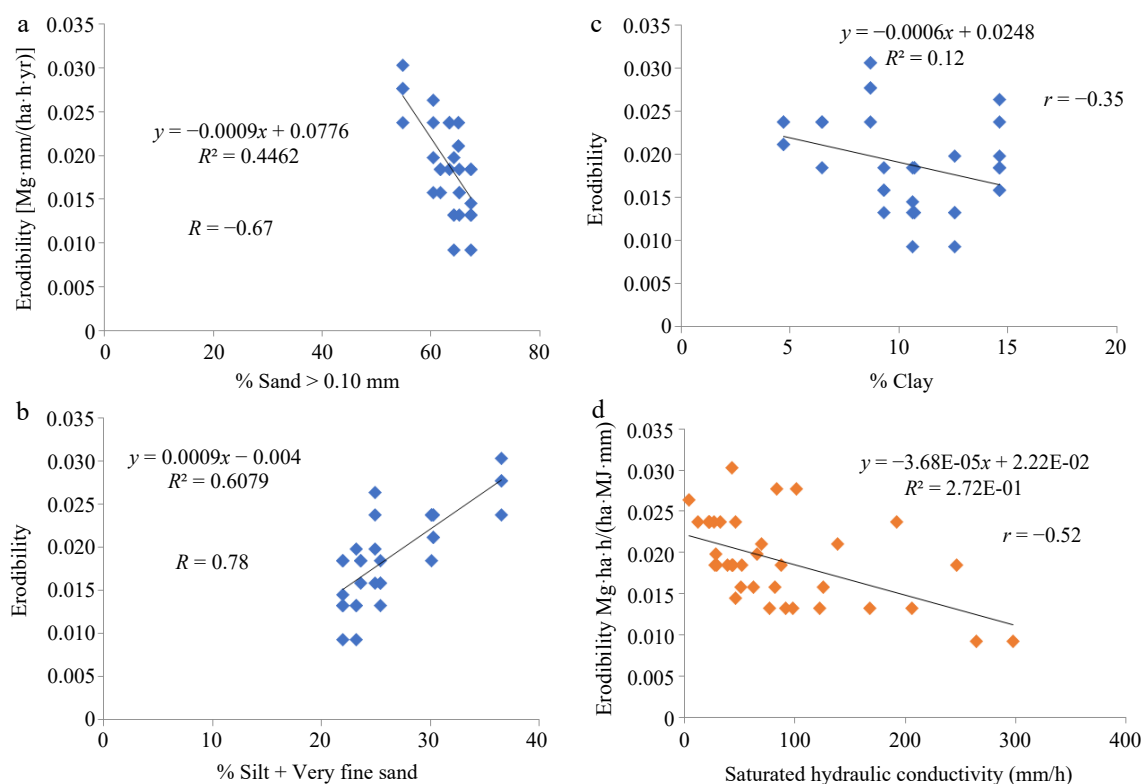 a
0.035
0.030
0.025
0.020
0.015
0.010
0.005
0
Erodibility [Mg·mm/(ha·h·yr)]
y = −0.0009x + 0.0776
R² = 0.4462
R = −0.67
0 20 40 60 80
% Sand > 0.10 mm
b
0.035
0.030
0.025
0.020
0.015
0.010
0.005
0
Erodibility
y = 0.0009x − 0.004
R² = 0.6079
R = 0.78
0 10 20 30 40
% Silt + Very fine sand
c
0.035
0.030
0.025
0.020
0.015
0.010
0.005
0
Erodibility
y = −0.0006x + 0.0248
R² = 0.12
r = −0.35
0 5 10 15 20
% Clay
d
0.035
0.030
0.025
0.020
0.015
0.010
0.005
0
Erodibility Mg·ha·h/(ha·MJ·mm)
y = −3.68E-05x + 2.22E-02
R² = 2.72E-01
r = −0.52
0 100 200 300 400
Saturated hydraulic conductivity (mm/h)